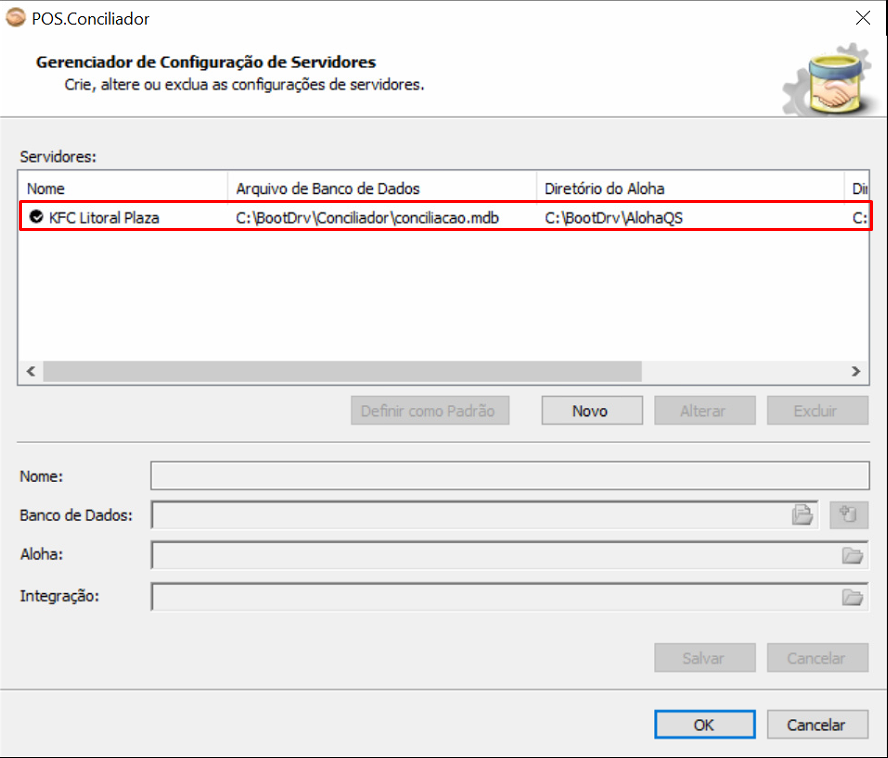 POS.Conciliador
Gerenciador de Configuração de Servidores
Crie, altere ou exclua as configurações de servidores.
Servidores:
Nome Arquivo de Banco de Dados Diretório do Aloha Dir
KFC Litoral Plaza C:\BootDrv\Conciliador\conciliacao.mdb C:\BootDrv\AlohaQS C:
Definir como Padrão Novo Alterar Excluir
Nome:
Banco de Dados:
Aloha:
Integração:
Salvar Cancelar
OK Cancelar